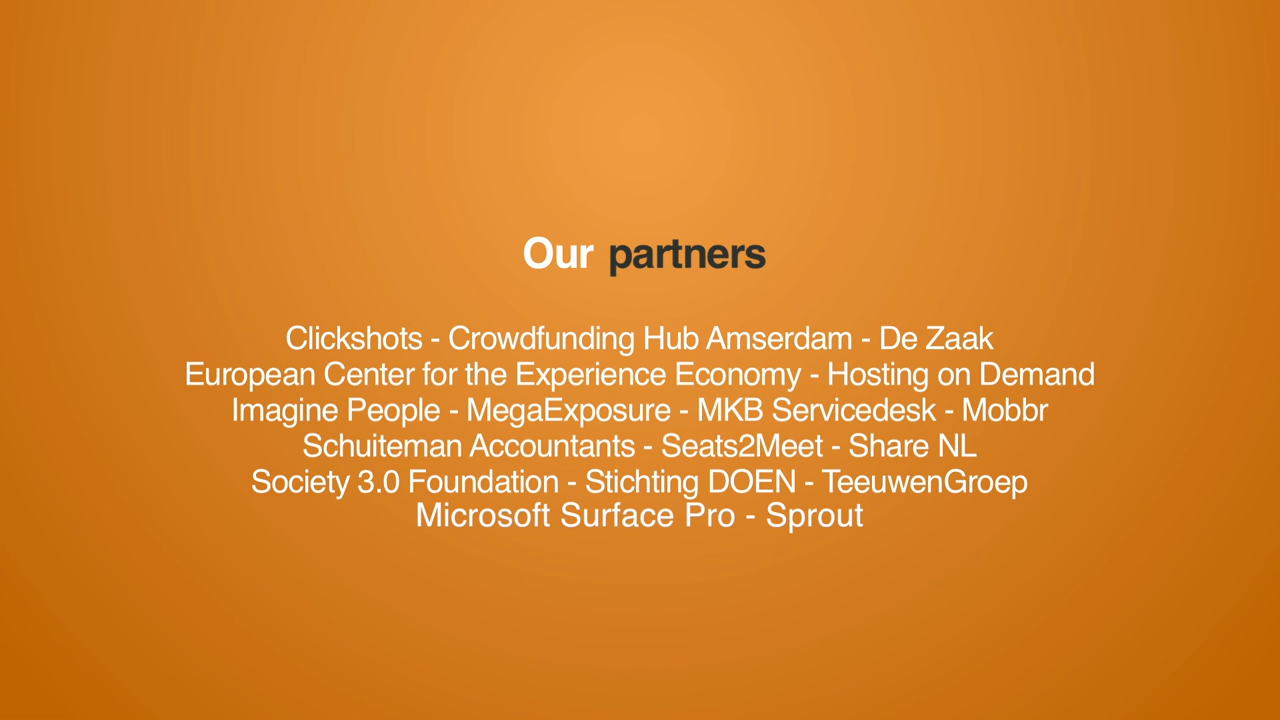 Our partners
Clickshots - Crowdfunding Hub Amserdam - De Zaak
European Center for the Experience Economy - Hosting on Demand
Imagine People - MegaExposure - MKB Servicedesk - Mobbr
Schuiteman Accountants - Seats2Meet - Share NL
Society 3.0 Foundation - Stichting DOEN - TeeuwenGroep
Microsoft Surface Pro - Sprout